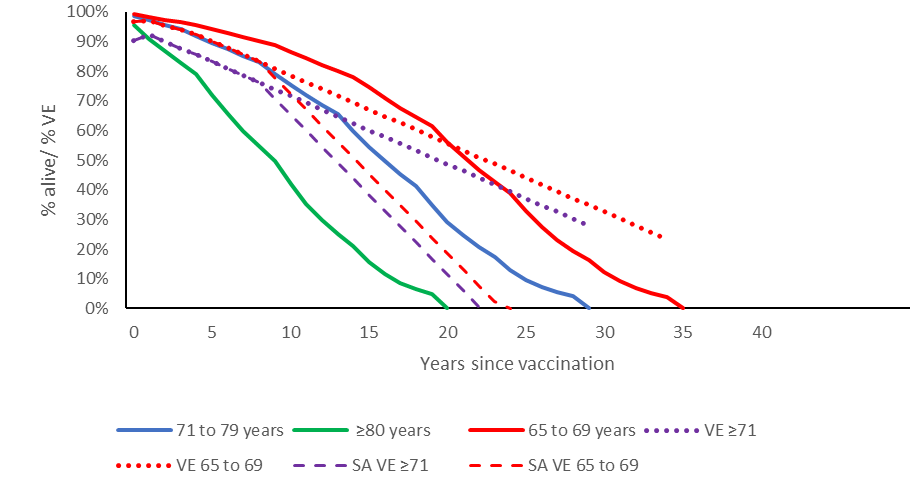 100%
90%
80%
70%
60%
50%
40%
30%
20%
10%
0%
% alive/ % VE
0 5 10 15 20 25 30 35 40
Years since vaccination
71 to 79 years ≥80 years 65 to 69 years VE ≥71
VE 65 to 69 SA VE ≥71 SA VE 65 to 69